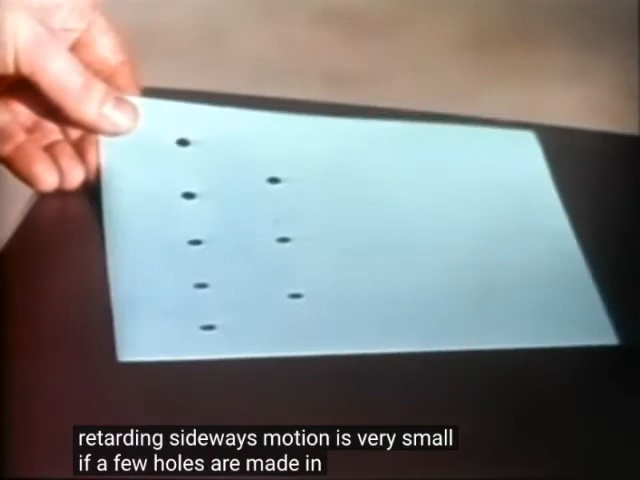 retarding sideways motion is very small
if a few holes are made in